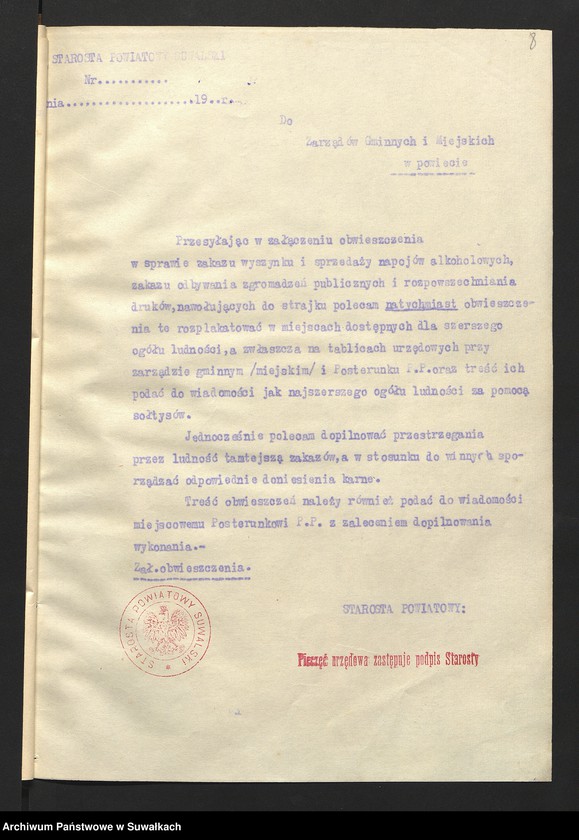 8
STAROSTA POWIATOWY SUWALSKI
Nr...........
nia.....................19..r.
Do
Zarządów Gminnych i Miejskich
w powiecie
Przesyłając w załączeniu obwieszczenia
w sprawie zakazu wyszynku i sprzedaży napojów alkoholowych,
zakazu odbywania zgromadzeń publicznych i rozpowszechniania
druków,nawołujących do strajku polecam natychmiast obwieszcze-
nia te rozplakatować w miejscach dostępnych dla szerszego
ogółu ludności,a zwłaszcza na tablicach urzędowych przy
zarządzie gminnym /miejskim/ i Posterunku P.P.oraz treść ich
podać do wiadomości jak najszerszego ogółu ludności za pomocą
sołtysów.
Jednocześnie polecam dopilnować przestrzegania
przez ludność tamtejszą zakazów,a w stosunku do winnych spo-
rządzać odpowiednie doniesienia karne.
Treść obwieszczeń należy również podać do wiadomości
miejscowemu Posterunkowi P.P. z zaleceniem dopilnowania
wykonania.-
Zał.obwieszczenia.
STAROSTA POWIATOWY:
STAROSTA POWIATOWY SUWALSKI
Pieczęć urzędowa zastępuje podpis Starosty
Archiwum Państwowe w Suwałkach